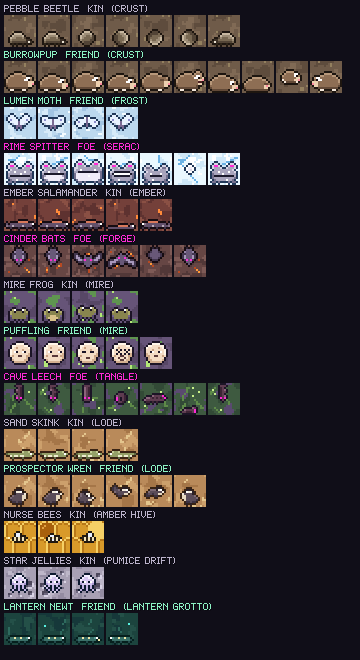 PEBBLE BEETLE KIN (CRUST)
BURROWPUP FRIEND (CRUST)
LUMEN MOTH FRIEND (FROST)
RIME SPITTER FOE (SERAC)
EMBER SALAMANDER KIN (EMBER)
CINDER BATS FOE (FORGE)
MIRE FROG KIN (MIRE)
PUFFLING FRIEND (MIRE)
CAVE LEECH FOE (TANGLE)
SAND SKINK KIN (LODE)
PROSPECTOR WREN FRIEND (LODE)
NURSE BEES KIN (AMBER HIVE)
STAR JELLIES KIN (PUMICE DRIFT)
LANTERN NEWT FRIEND (LANTERN GROTTO)